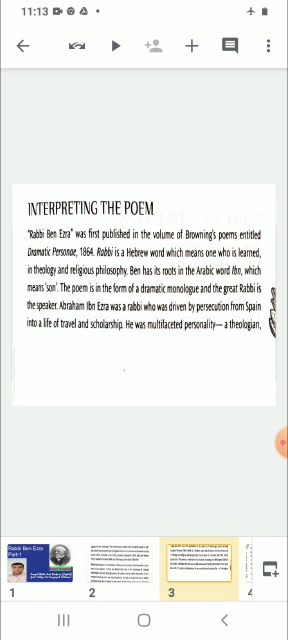 11:13
INTERPRETING THE POEM
"Rabbi Ben Ezra" was first published in the volume of Browning's poems entitled
Dramatic Personae, 1864. Rabbi is a Hebrew word which means one who is learned,
in theology and religious philosophy. Ben has its roots in the Arabic word Ibn, which
means 'son'. The poem is in the form of a dramatic monologue and the great Rabbi is
the speaker. Abraham Ibn Ezra was a rabbi who was driven by persecution from Spain
into a life of travel and scholarship. He was multifaceted personality— a theologian,
Rabbi Ben Ezra
Part-1
1
2
3
4